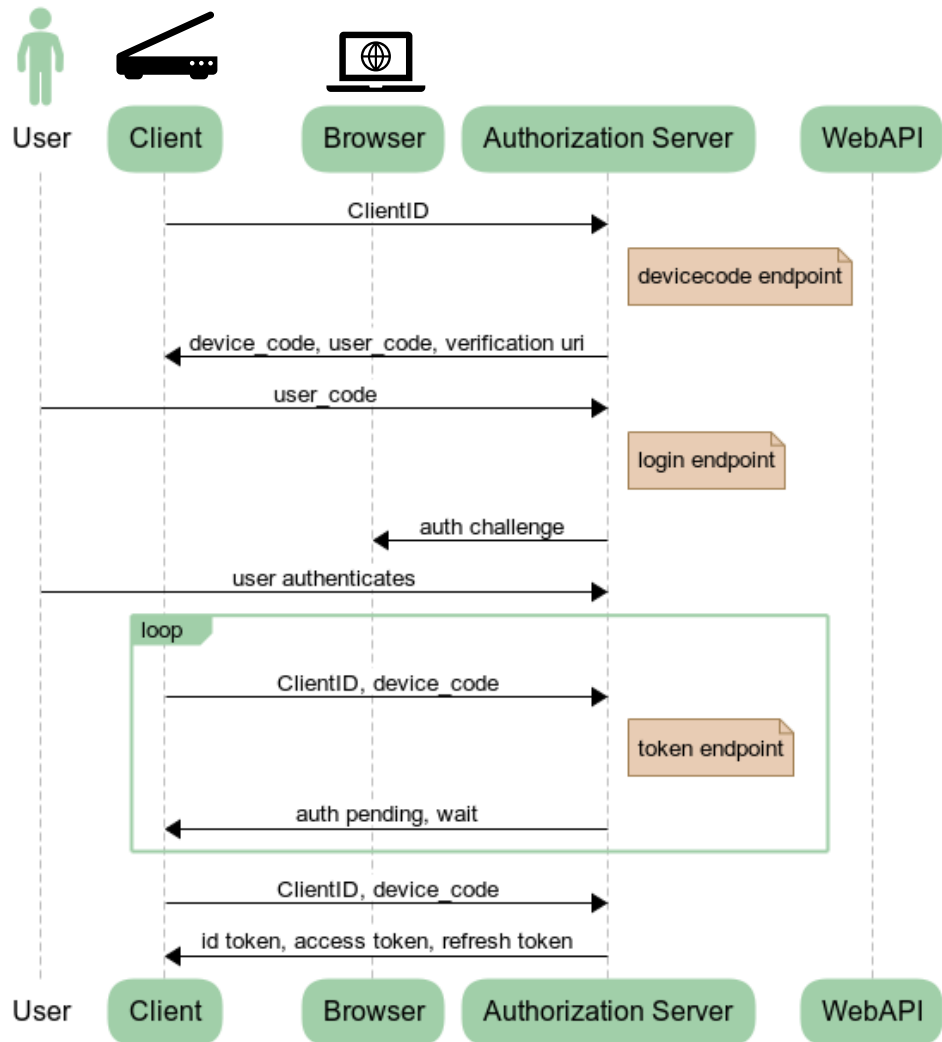 User
Client
Browser
Authorization Server
WebAPI
ClientID
devicecode endpoint
device_code, user_code, verification uri
user_code
login endpoint
auth challenge
user authenticates
loop
ClientID, device_code
token endpoint
auth pending, wait
ClientID, device_code
id token, access token, refresh token
User
Client
Browser
Authorization Server
WebAPI